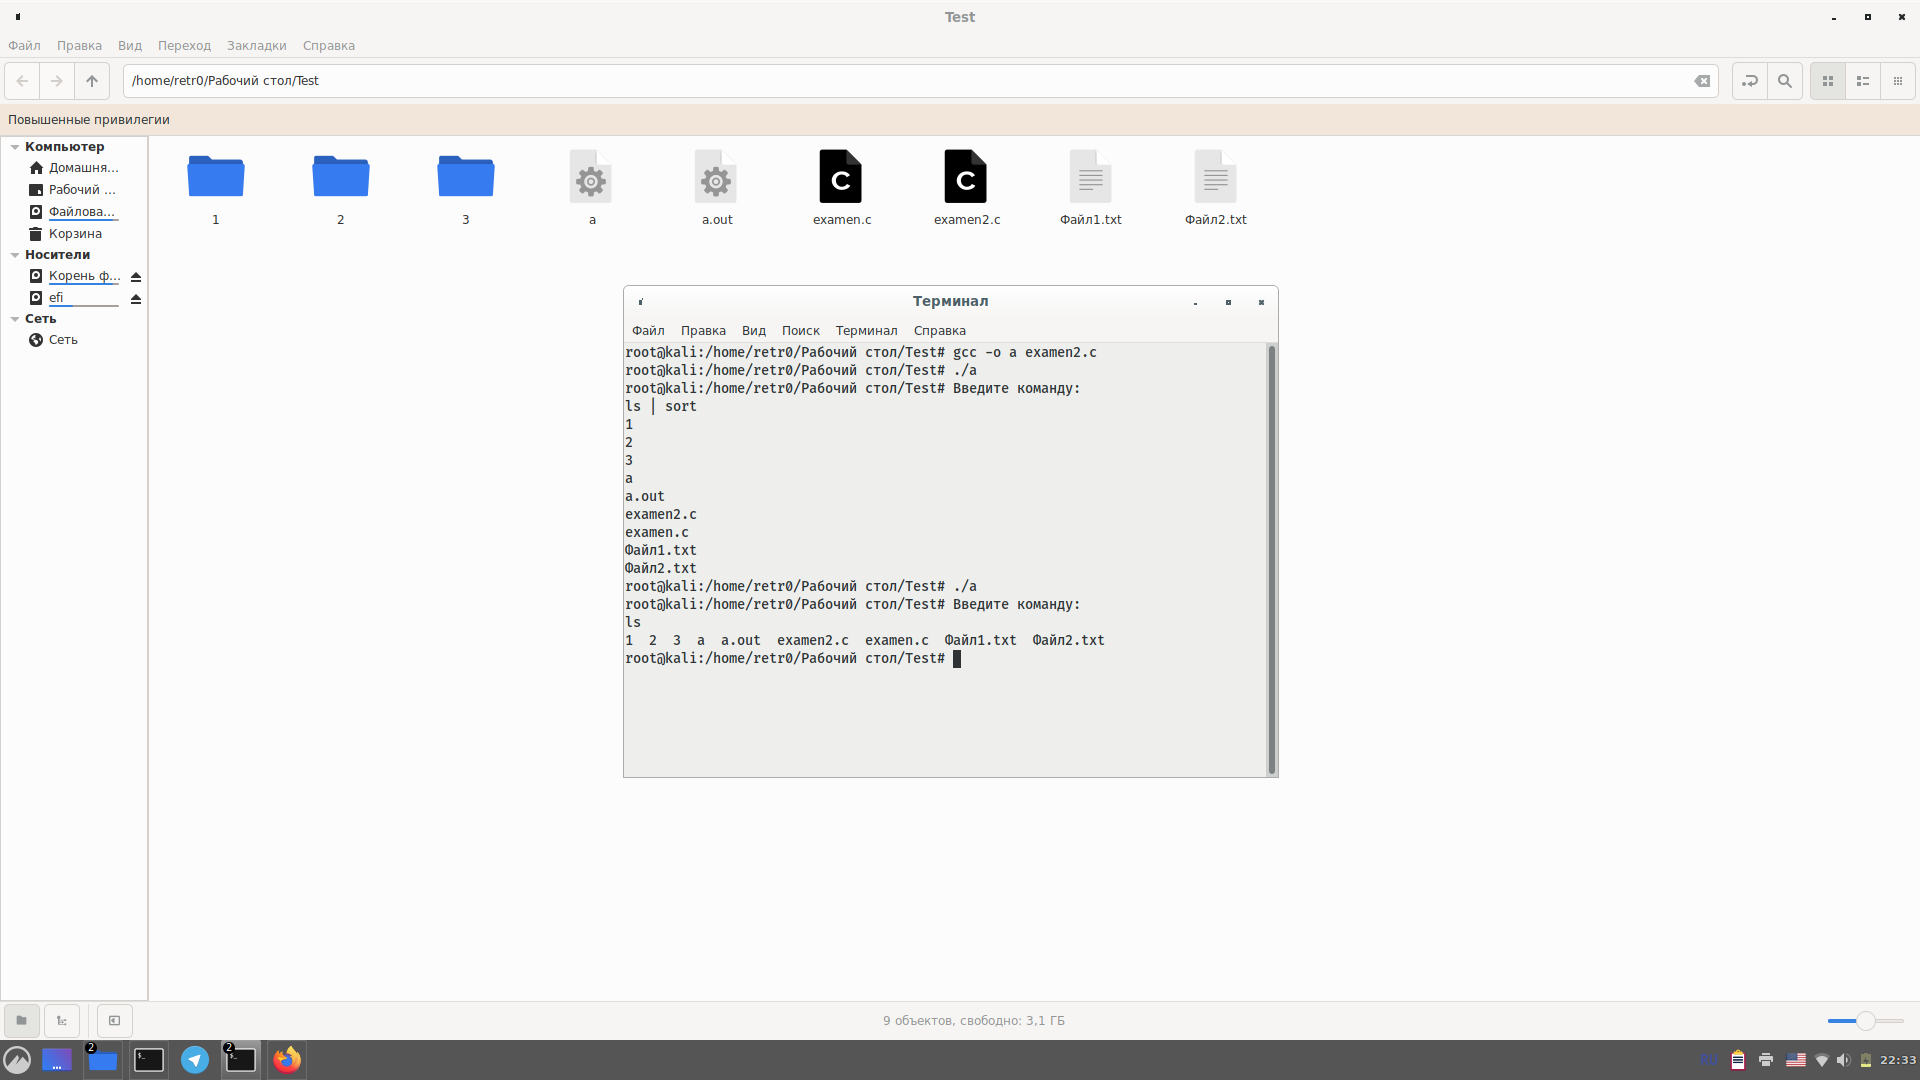 Test
Файл Правка Вид Переход Закладки Справка
/home/retr0/Рабочий стол/Test
Повышенные привилегии
Компьютер
Домашня...
Рабочий ...
Файлова...
Корзина
Носители
Корень ф...
efi
Сеть
Сеть
1 2 3 a a.out examen.c examen2.c Файл1.txt Файл2.txt
Терминал
Файл Правка Вид Поиск Терминал Справка
root@kali:/home/retr0/Рабочий стол/Test# gcc -o a examen2.c
root@kali:/home/retr0/Рабочий стол/Test# ./a
root@kali:/home/retr0/Рабочий стол/Test# Введите команду:
ls | sort
1
2
3
a
a.out
examen2.c
examen.c
Файл1.txt
Файл2.txt
root@kali:/home/retr0/Рабочий стол/Test# ./a
root@kali:/home/retr0/Рабочий стол/Test# Введите команду:
ls
1 2 3 a a.out examen2.c examen.c Файл1.txt Файл2.txt
root@kali:/home/retr0/Рабочий стол/Test#
9 объектов, свободно: 3,1 ГБ
2 2 22:33